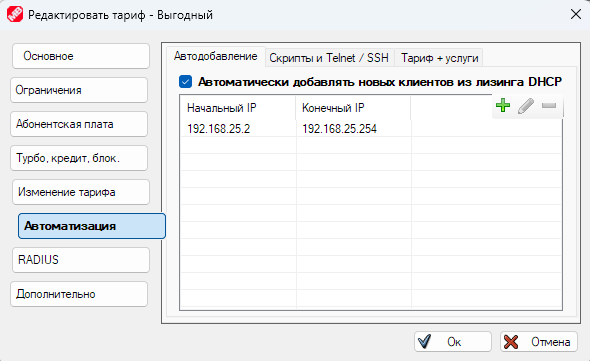 Редактировать тариф - Выгодный
Основное
Ограничения
Абонентская плата
Турбо, кредит, блок.
Изменение тарифа
Автоматизация
RADIUS
Дополнительно
Автодобавление
Скрипты и Telnet / SSH
Тариф + услуги
Автоматически добавлять новых клиентов из лизинга DHCP
Начальный IP Конечный IP
192.168.25.2 192.168.25.254
Ок
Отмена